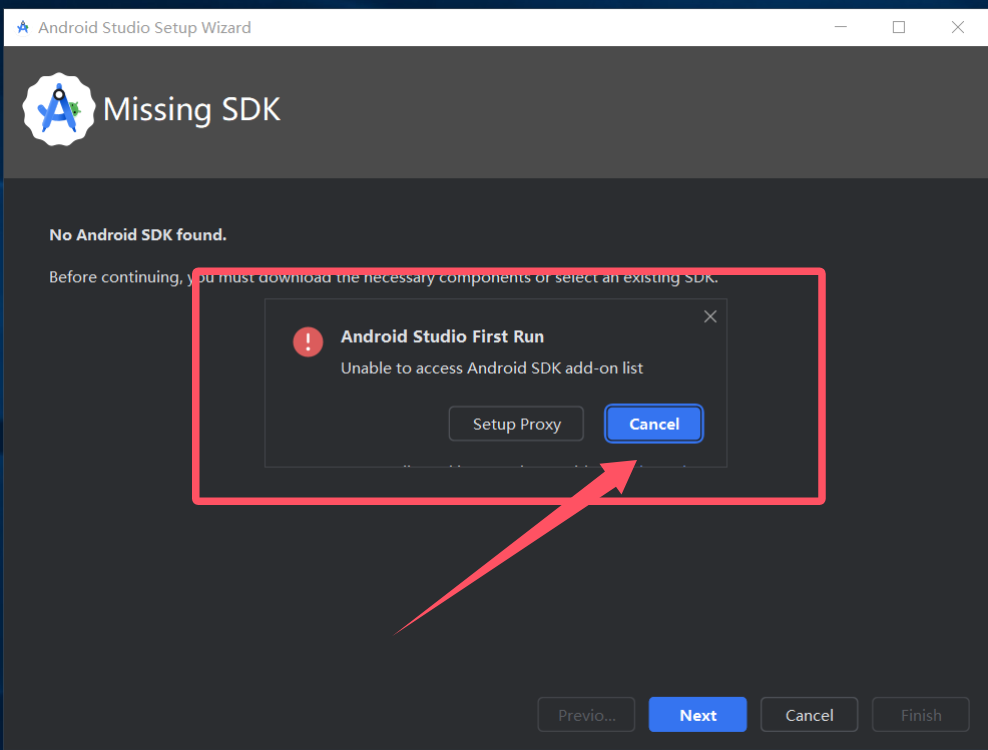 Android Studio Setup Wizard
Missing SDK
No Android SDK found.
Before continuing, you must download the necessary components or select an existing SDK.
Android Studio First Run
Unable to access Android SDK add-on list
Setup Proxy
Cancel
Previo...
Next
Cancel
Finish